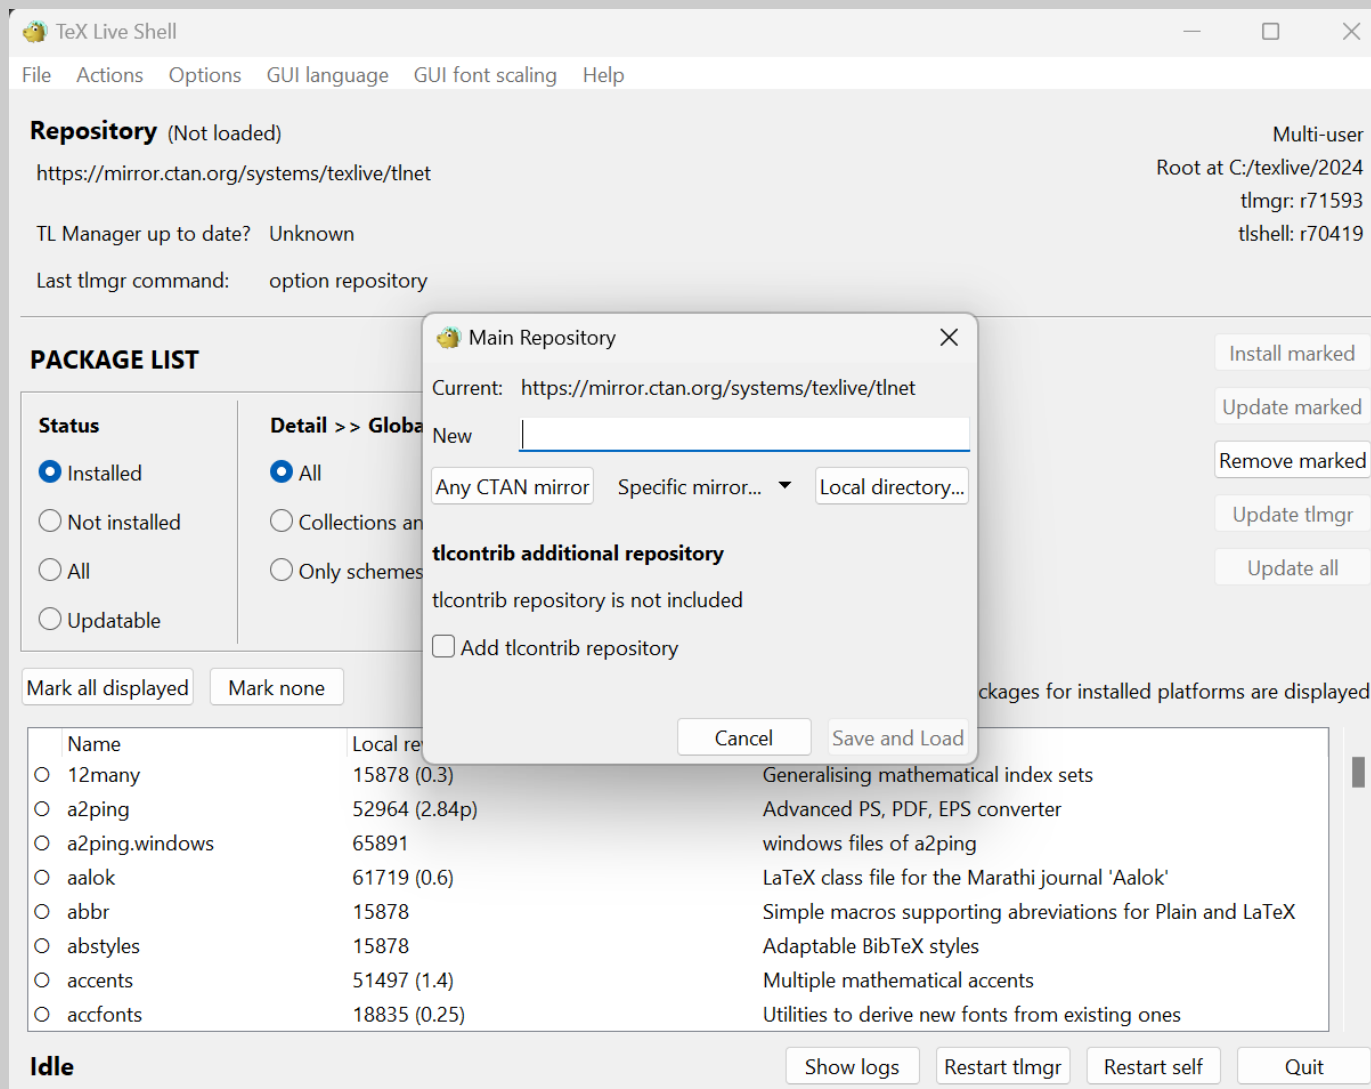 TeX Live Shell
File Actions Options GUI language GUI font scaling Help
Repository (Not loaded)
https://mirror.ctan.org/systems/texlive/tlnet
TL Manager up to date? Unknown
Last tlmgr command: option repository
Multi-user
Root at C:/texlive/2024
tlmgr: r71593
tlshell: r70419
PACKAGE LIST
Status
Installed
Not installed
All
Updatable
Detail >> Globa
All
Collections an
Only schemes
Main Repository
Current: https://mirror.ctan.org/systems/texlive/tlnet
New
Any CTAN mirror Specific mirror... Local directory...
tlcontrib additional repository
tlcontrib repository is not included
Add tlcontrib repository
Cancel Save and Load
Install marked
Update marked
Remove marked
Update tlmgr
Update all
Mark all displayed Mark none
ckages for installed platforms are displayed
Name Local re
12many 15878 (0.3) Generalising mathematical index sets
a2ping 52964 (2.84p) Advanced PS, PDF, EPS converter
a2ping.windows 65891 windows files of a2ping
aalok 61719 (0.6) LaTeX class file for the Marathi journal 'Aalok'
abbr 15878 Simple macros supporting abreviations for Plain and LaTeX
abstyles 15878 Adaptable BibTeX styles
accents 51497 (1.4) Multiple mathematical accents
accfonts 18835 (0.25) Utilities to derive new fonts from existing ones
Idle Show logs Restart tlmgr Restart self Quit